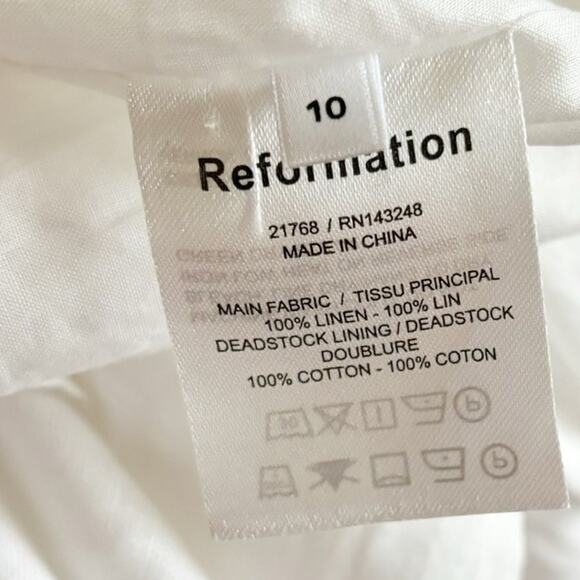 10
Reformation
21768 / RN143248
MADE IN CHINA
MAIN FABRIC / TISSU PRINCIPAL
100% LINEN - 100% LIN
DEADSTOCK LINING / DEADSTOCK
DOUBLURE
100% COTTON - 100% COTON